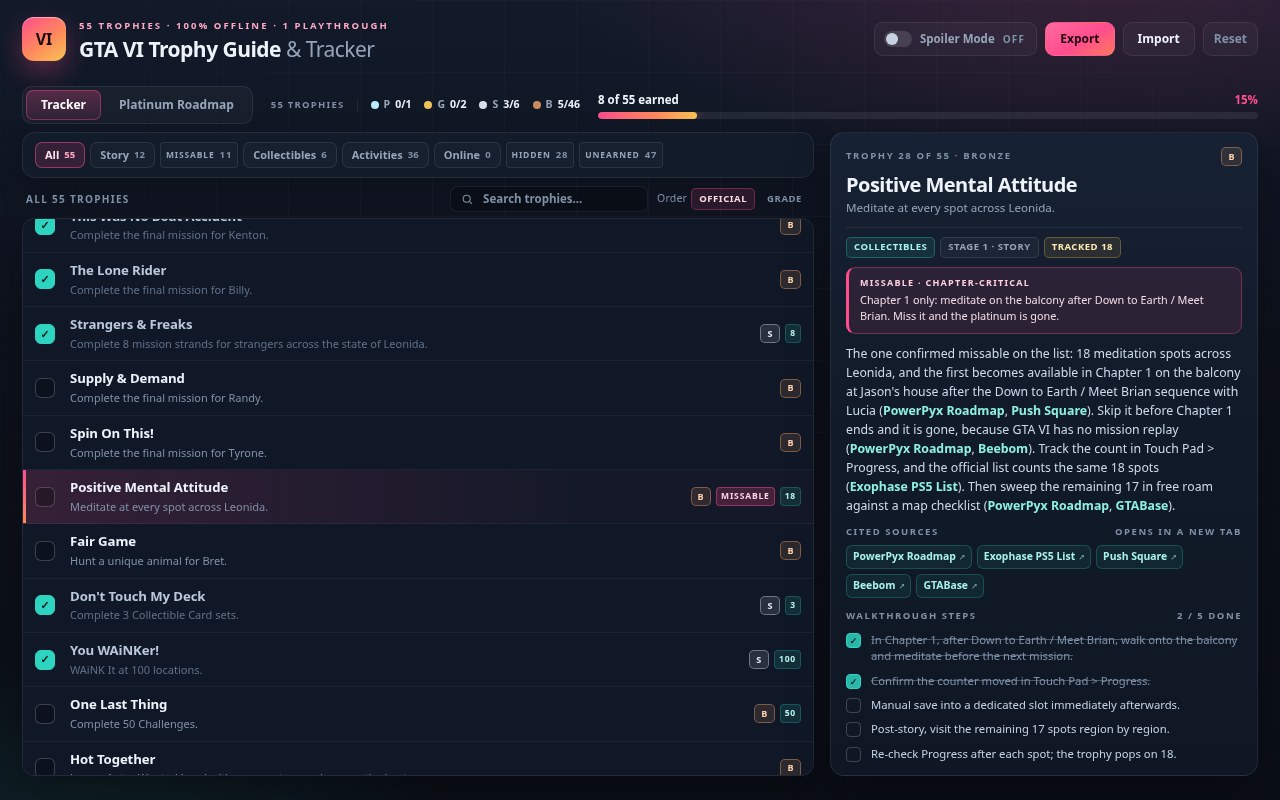 VI
55 TROPHIES · 100% OFFLINE · 1 PLAYTHROUGH
GTA VI Trophy Guide & Tracker
Spoiler Mode OFF
Export
Import
Reset
Tracker
Platinum Roadmap
55 TROPHIES
P 0/1
G 0/2
S 3/6
B 5/46
8 of 55 earned
15%
All 55
Story 12
MISSABLE 11
Collectibles 6
Activities 36
Online 0
HIDDEN 28
UNEARNED 47
ALL 55 TROPHIES
Search trophies...
Order
OFFICIAL
GRADE
This Was No Boat Accident
Complete the final mission for Kenton.
B
The Lone Rider
Complete the final mission for Billy.
B
Strangers & Freaks
Complete 8 mission strands for strangers across the state of Leonida.
S 8
Supply & Demand
Complete the final mission for Randy.
B
Spin On This!
Complete the final mission for Tyrone.
B
Positive Mental Attitude
Meditate at every spot across Leonida.
B MISSABLE 18
Fair Game
Hunt a unique animal for Bret.
B
Don't Touch My Deck
Complete 3 Collectible Card sets.
S 3
You WAiNKer!
WAiNK It at 100 locations.
S 100
One Last Thing
Complete 50 Challenges.
B 50
Hot Together
B
TROPHY 28 OF 55 · BRONZE
B
Positive Mental Attitude
Meditate at every spot across Leonida.
COLLECTIBLES
STAGE 1 · STORY
TRACKED 18
MISSABLE · CHAPTER-CRITICAL
Chapter 1 only: meditate on the balcony after Down to Earth / Meet
Brian. Miss it and the platinum is gone.
The one confirmed missable on the list: 18 meditation spots across
Leonida, and the first becomes available in Chapter 1 on the balcony
at Jason's house after the Down to Earth / Meet Brian sequence with
Lucia (PowerPyx Roadmap, Push Square). Skip it before Chapter 1
ends and it is gone, because GTA VI has no mission replay
(PowerPyx Roadmap, Beebom). Track the count in Touch Pad >
Progress, and the official list counts the same 18 spots
(Exophase PS5 List). Then sweep the remaining 17 in free roam
against a map checklist (PowerPyx Roadmap, GTABase).
CITED SOURCES
OPENS IN A NEW TAB
PowerPyx Roadmap ↗
Exophase PS5 List ↗
Push Square ↗
Beebom ↗
GTABase ↗
WALKTHROUGH STEPS
2 / 5 DONE
In Chapter 1, after Down to Earth / Meet Brian, walk onto the balcony
and meditate before the next mission.
Confirm the counter moved in Touch Pad > Progress.
Manual save into a dedicated slot immediately afterwards.
Post-story, visit the remaining 17 spots region by region.
Re-check Progress after each spot; the trophy pops on 18.